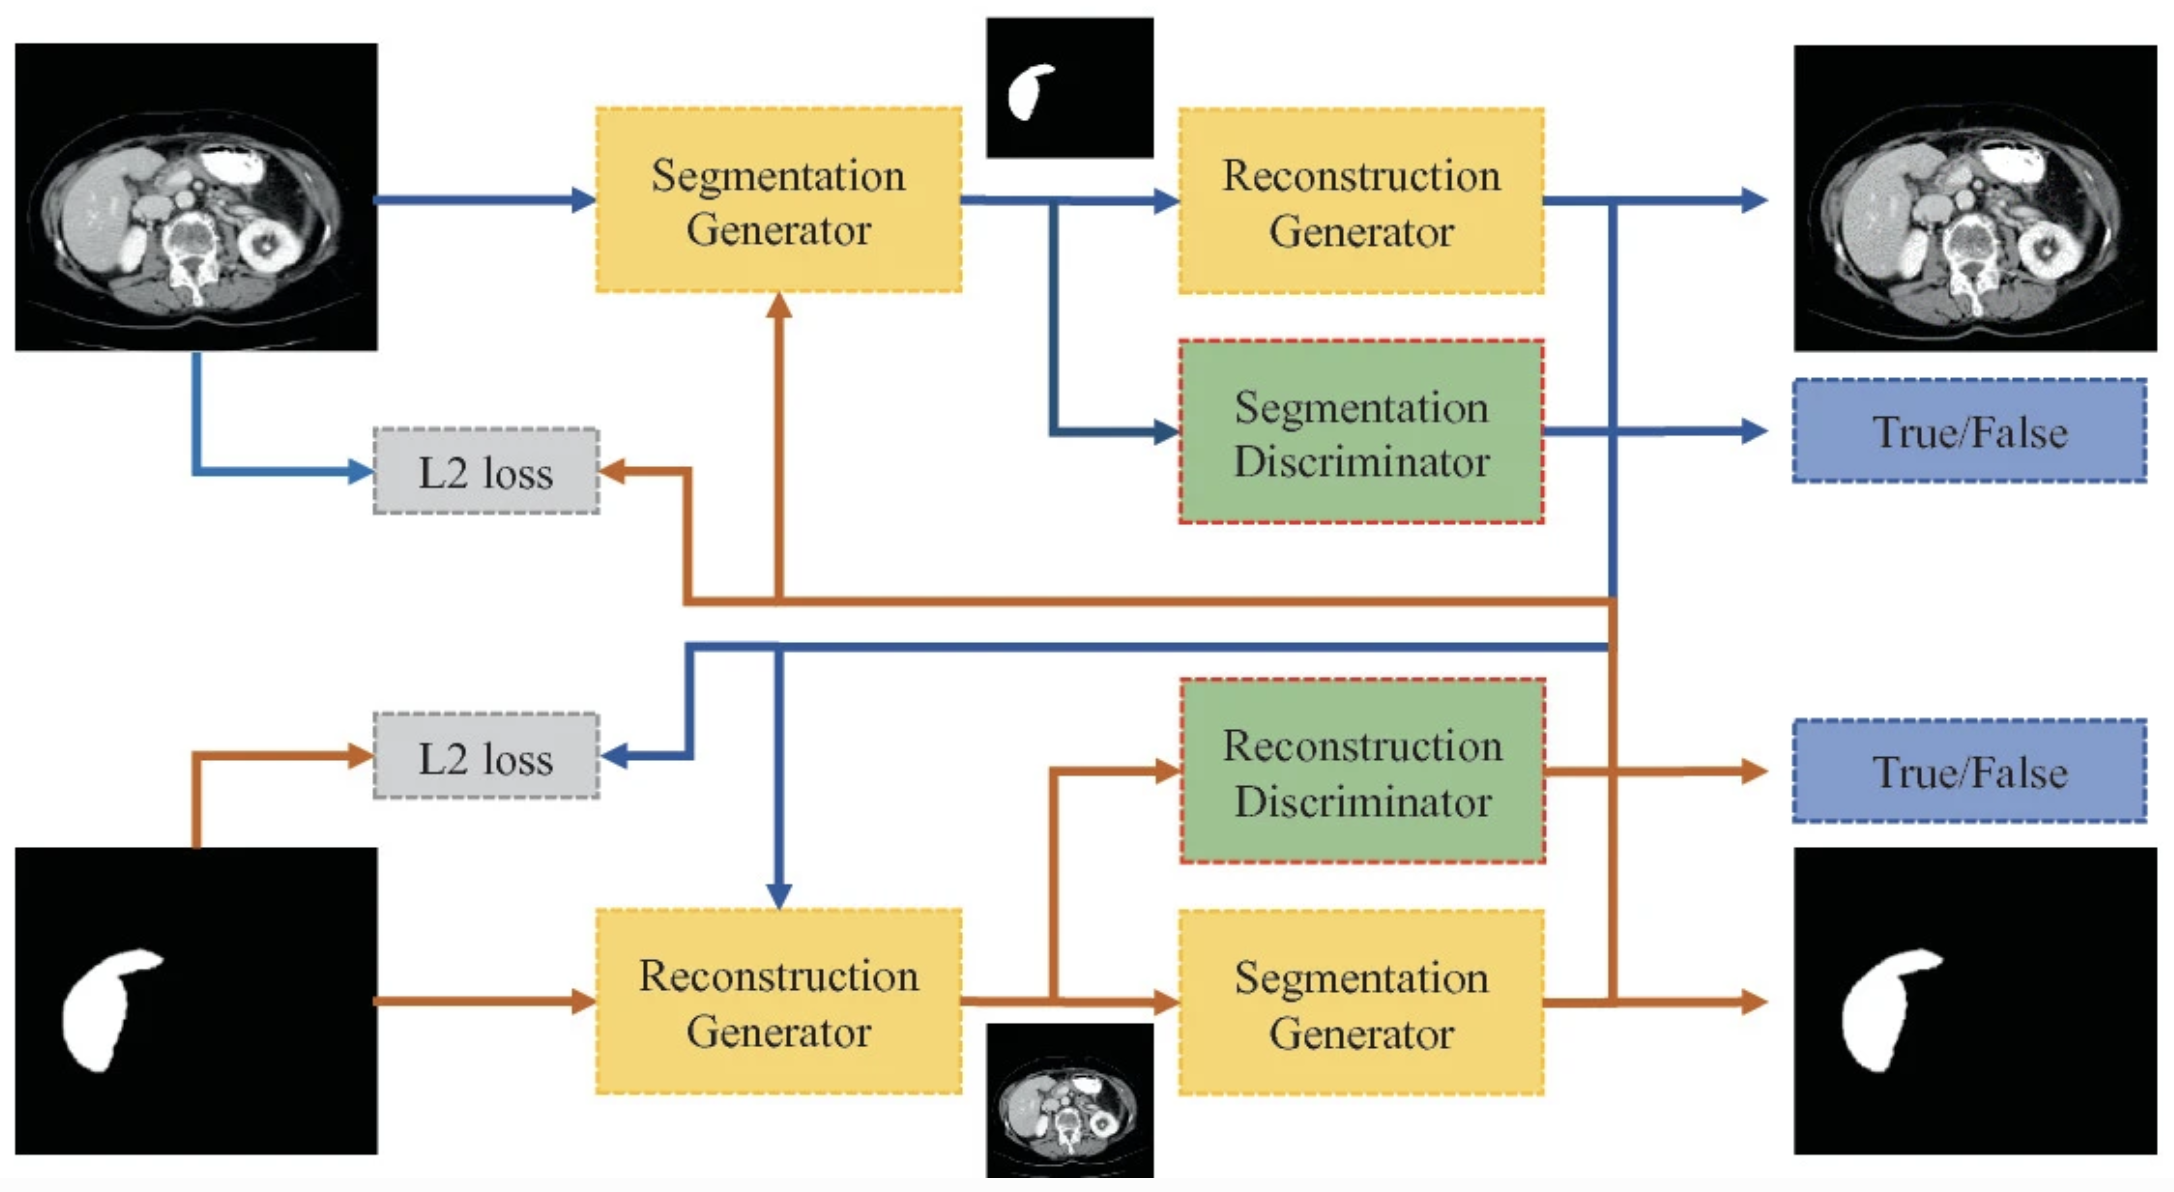 Segmentation
Generator
Reconstruction
Generator
Segmentation
Discriminator
True/False
L2 loss
L2 loss
Reconstruction
Discriminator
True/False
Reconstruction
Generator
Segmentation
Generator